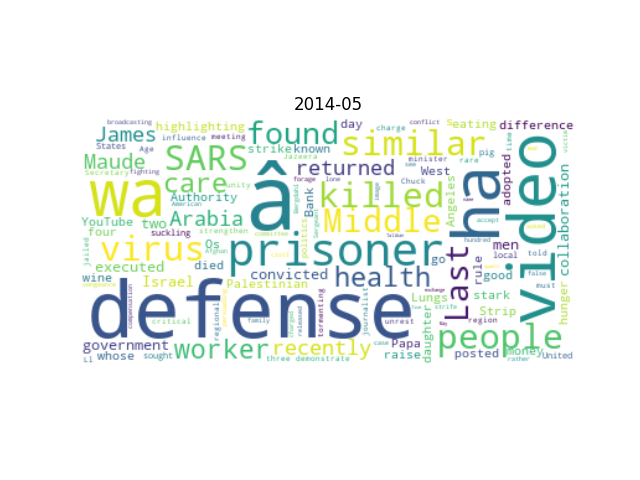 2014-05
broadcasting highlighting found day charge conflict eating difference
James influence meeting similar
States Age strike known minister pig
Maude SARS Jazeera returned West rare adopted time
Secretary fighting care unity forage lone killed Chuck Angeles
wa â Bank Middle Last ha video
YouTube two Authority politics accept collaboration
four suckling Arabia strengthen committee men
jailed virus Os Afghan prisoner go rule local told
executed died convicted health good false
wine Israel Palestinian Lungs stark must hunger
vengeance defense tormenting journalist Strip
compensation critical regional family charged released unrest region strife
government worker recently case Papa people
whose sought three demonstrate raise daughter posted money United
LL rather